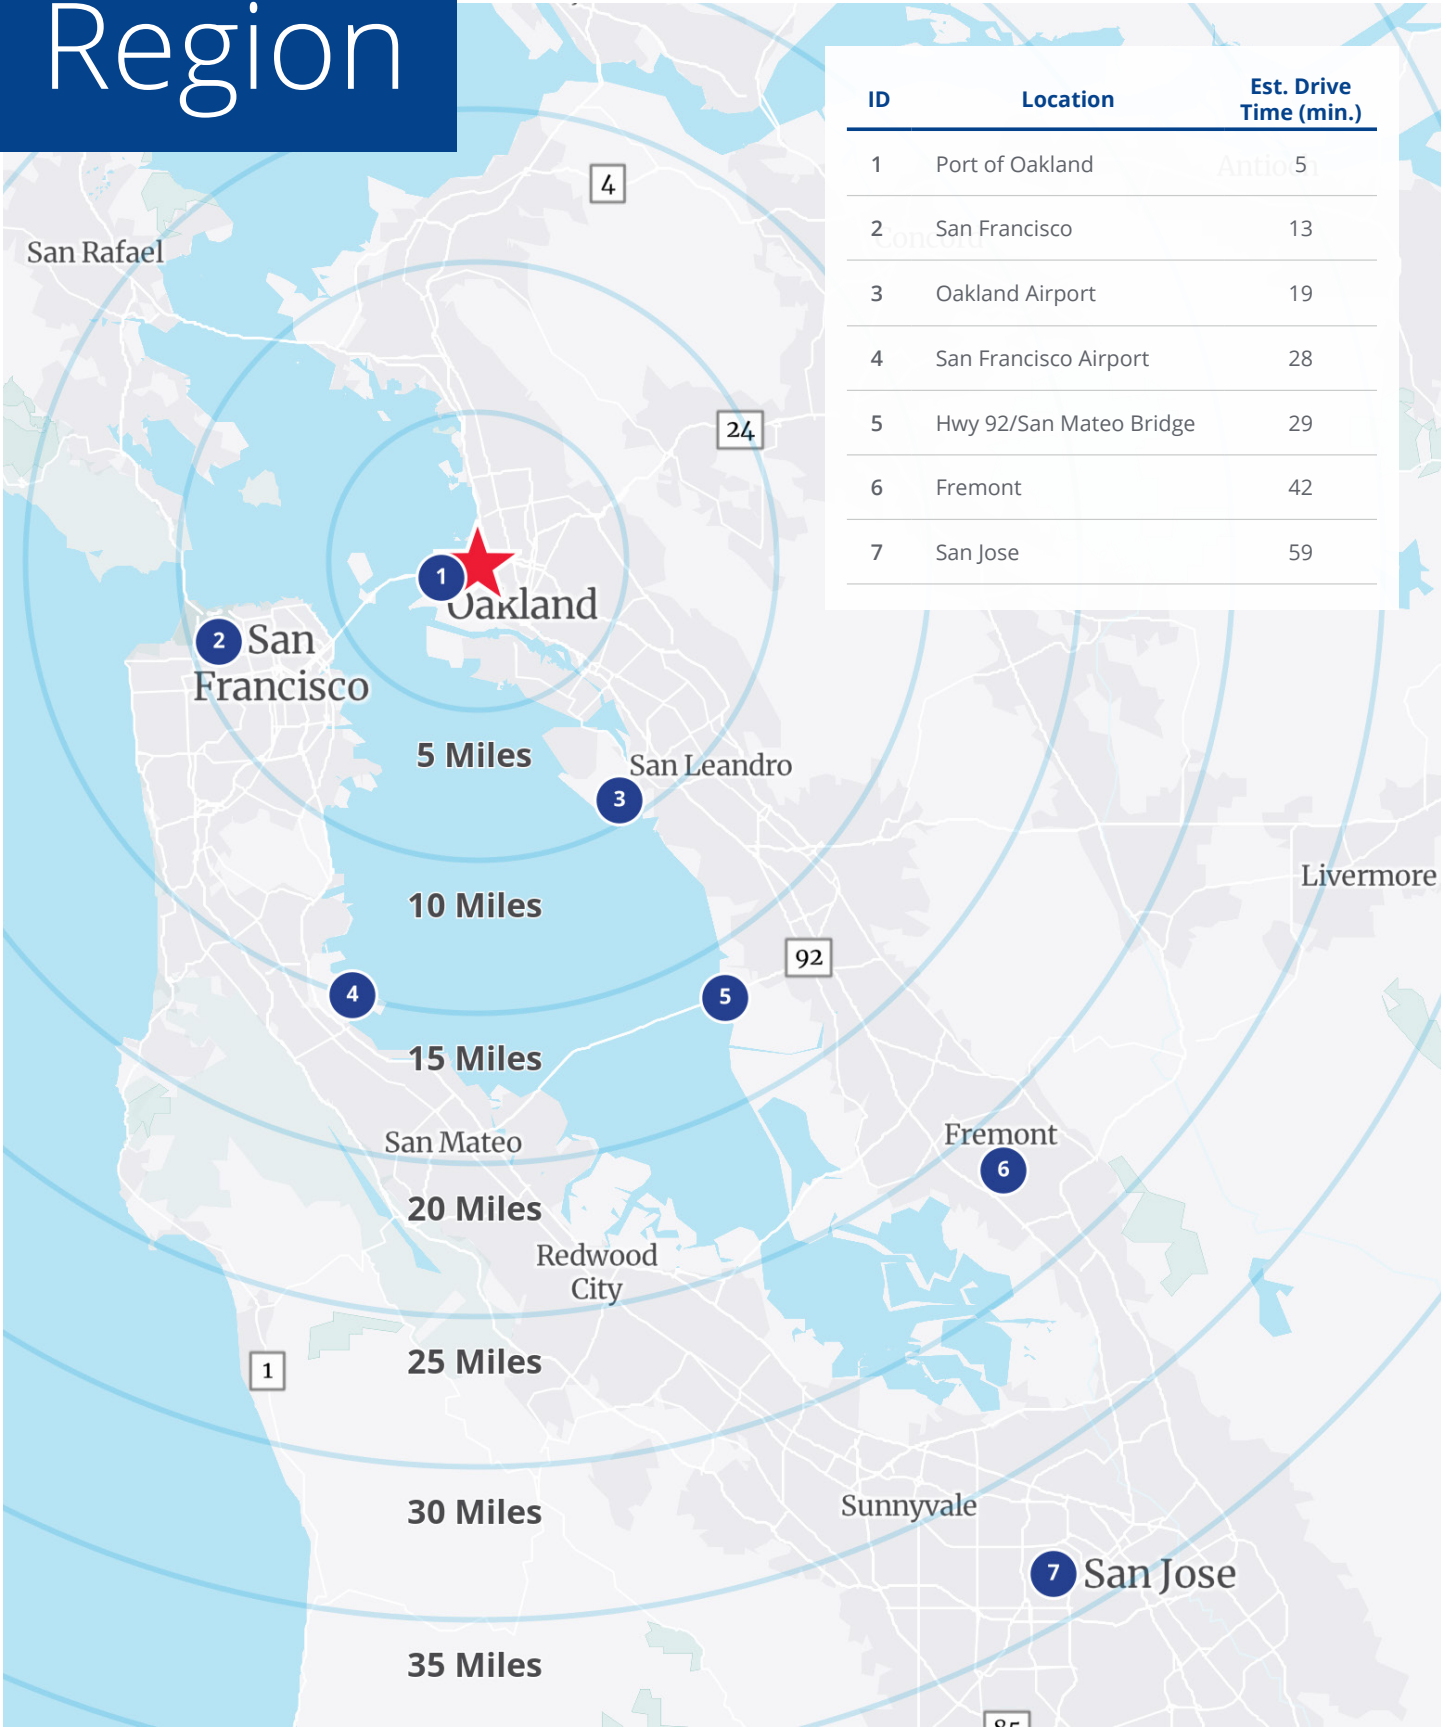 Region
ID Location Est. Drive Time (min.)
1 Port of Oakland 5
2 San Francisco 13
3 Oakland Airport 19
4 San Francisco Airport 28
5 Hwy 92/San Mateo Bridge 29
6 Fremont 42
7 San Jose 59
Antioch
Concord
4
San Rafael
24
1
Oakland
2
San
Francisco
5 Miles
San Leandro
3
Livermore
10 Miles
92
4
5
15 Miles
Fremont
San Mateo
6
20 Miles
Redwood
City
25 Miles
1
Sunnyvale
30 Miles
7
San Jose
35 Miles
85